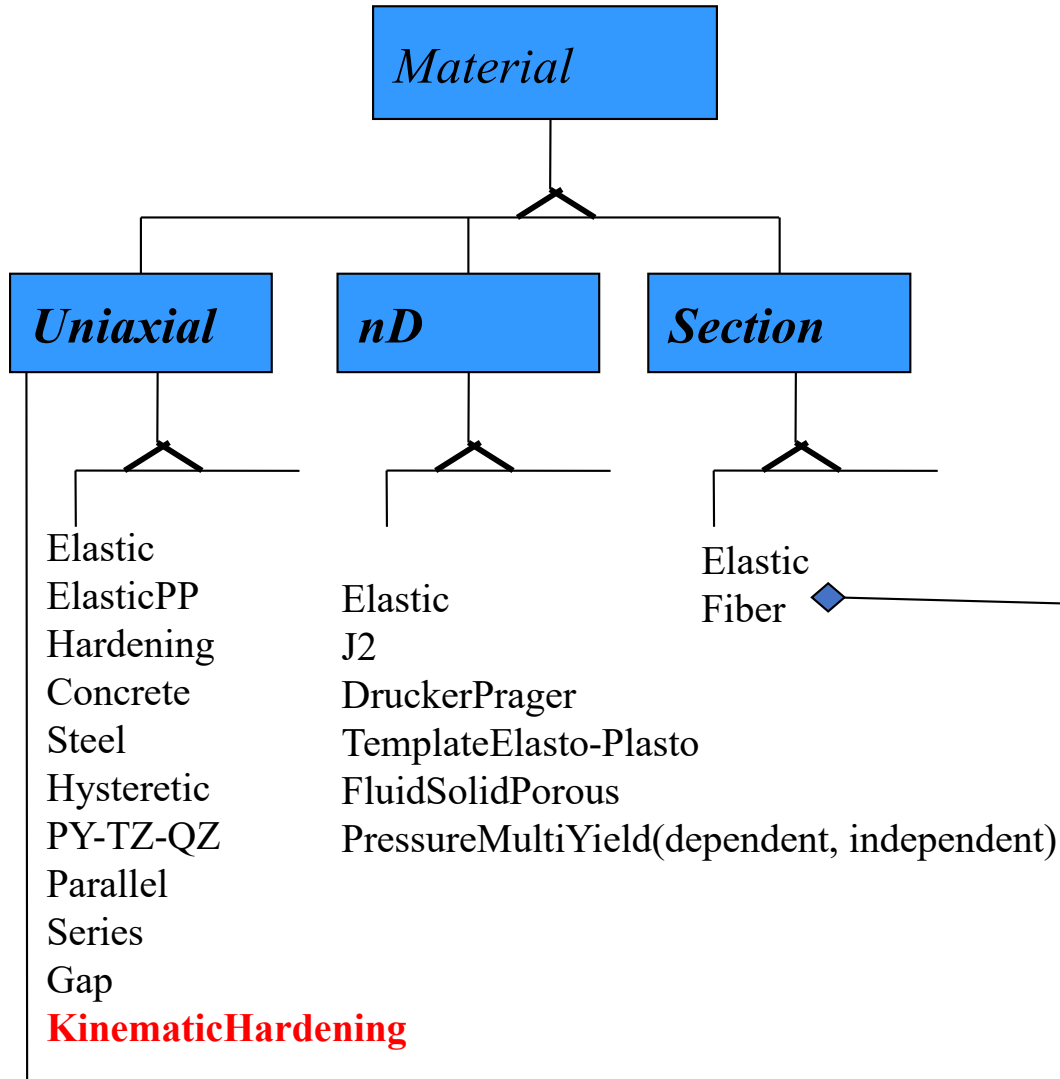 Material
Uniaxial
nD
Section
Elastic
ElasticPP
Hardening
Concrete
Steel
Hysteretic
PY-TZ-QZ
Parallel
Series
Gap
KinematicHardening
Elastic
J2
DruckerPrager
TemplateElasto-Plasto
FluidSolidPorous
PressureMultiYield(dependent, independent)
Elastic
Fiber